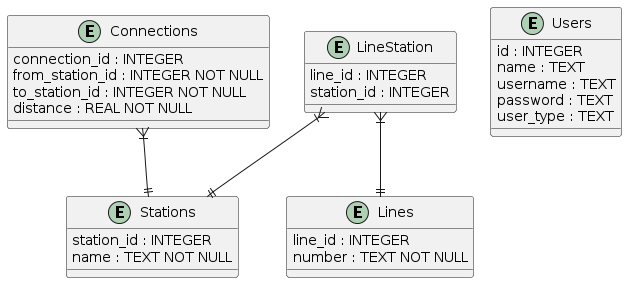 E Connections
connection_id : INTEGER
from_station_id : INTEGER NOT NULL
to_station_id : INTEGER NOT NULL
distance : REAL NOT NULL
E LineStation
line_id : INTEGER
station_id : INTEGER
E Users
id : INTEGER
name : TEXT
username : TEXT
password : TEXT
user_type : TEXT
E Stations
station_id : INTEGER
name : TEXT NOT NULL
E Lines
line_id : INTEGER
number : TEXT NOT NULL